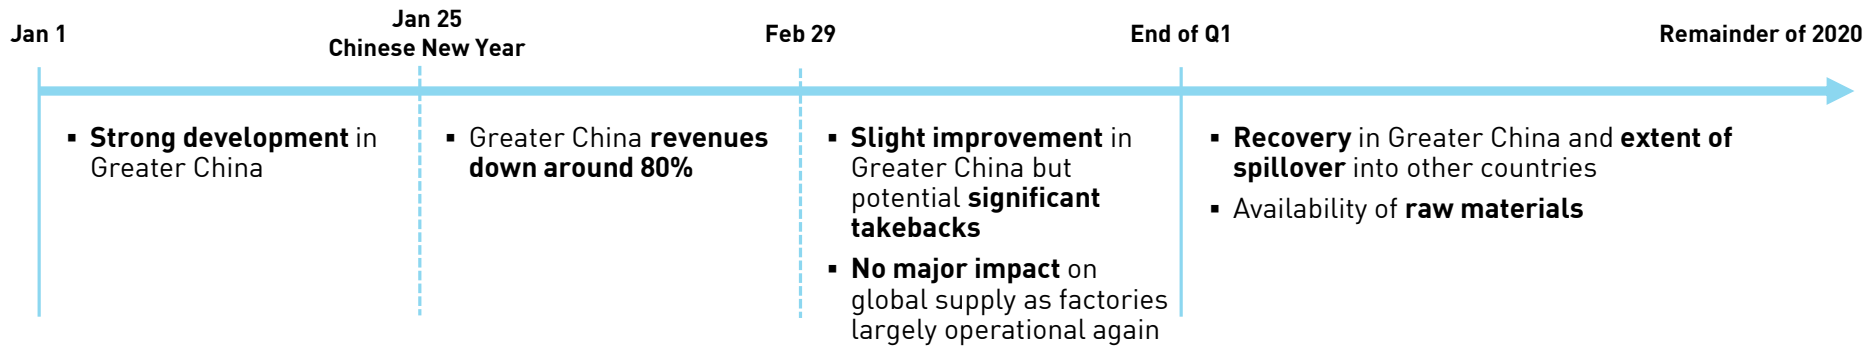 Jan 1
Jan 25
Chinese New Year
Feb 29
End of Q1
Remainder of 2020
▪ Strong development in
Greater China
▪ Greater China revenues
down around 80%
▪ Slight improvement in
Greater China but
potential significant
takebacks
▪ No major impact on
global supply as factories
largely operational again
▪ Recovery in Greater China and extent of
spillover into other countries
▪ Availability of raw materials